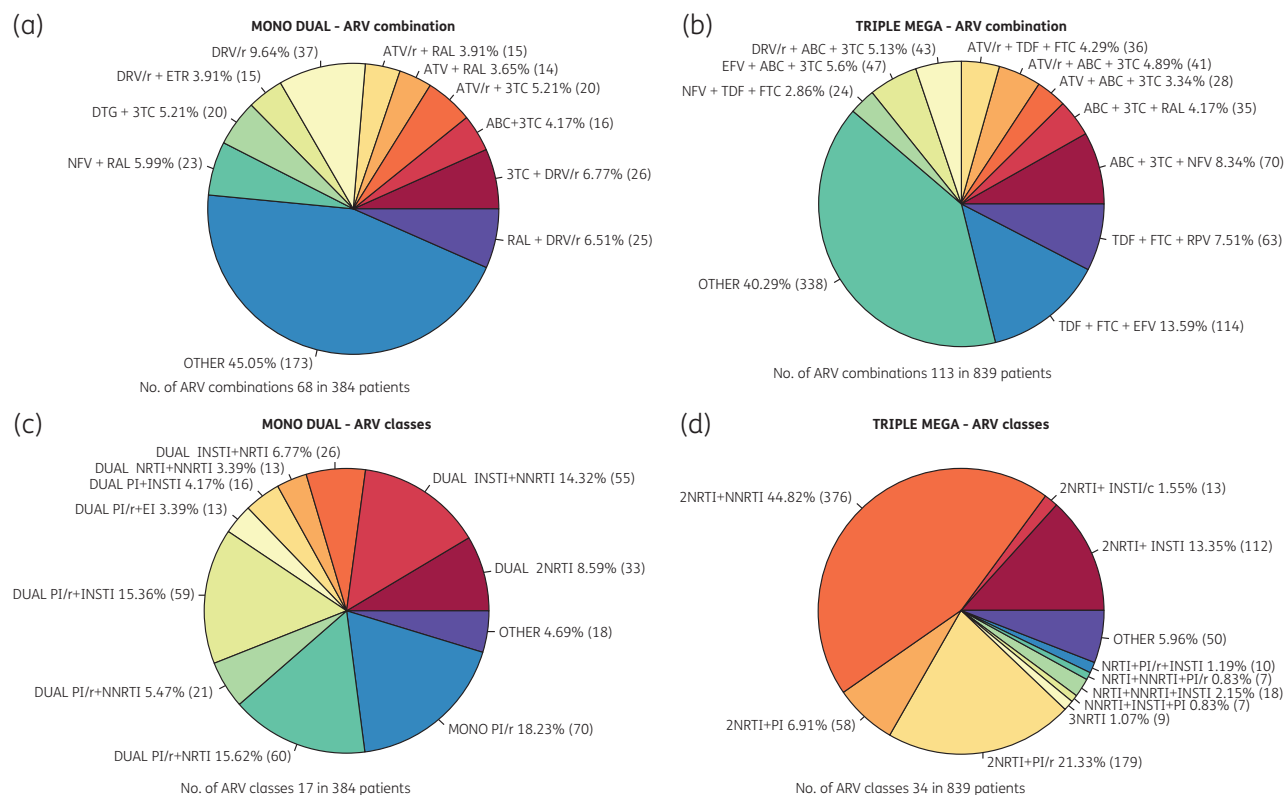 (a)
MONO DUAL - ARV combination
DRV/r 9.64% (37)
ATV/r + RAL 3.91% (15)
DRV/r + ETR 3.91% (15)
ATV + RAL 3.65% (14)
ATV/r + 3TC 5.21% (20)
DTG + 3TC 5.21% (20)
ABC+3TC 4.17% (16)
NFV + RAL 5.99% (23)
3TC + DRV/r 6.77% (26)
RAL + DRV/r 6.51% (25)
OTHER 45.05% (173)
No. of ARV combinations 68 in 384 patients
(b)
TRIPLE MEGA - ARV combination
DRV/r + ABC + 3TC 5.13% (43)
ATV/r + TDF + FTC 4.29% (36)
EFV + ABC + 3TC 5.6% (47)
ATV/r + ABC + 3TC 4.89% (41)
NFV + TDF + FTC 2.86% (24)
ATV + ABC + 3TC 3.34% (28)
ABC + 3TC + RAL 4.17% (35)
ABC + 3TC + NFV 8.34% (70)
TDF + FTC + RPV 7.51% (63)
OTHER 40.29% (338)
TDF + FTC + EFV 13.59% (114)
No. of ARV combinations 113 in 839 patients
(c)
MONO DUAL - ARV classes
DUAL INSTI+NRTI 6.77% (26)
DUAL NRTI+NNRTI 3.39% (13)
DUAL INSTI+NNRTI 14.32% (55)
DUAL PI+INSTI 4.17% (16)
DUAL PI/r+EI 3.39% (13)
DUAL 2NRTI 8.59% (33)
DUAL PI/r+INSTI 15.36% (59)
OTHER 4.69% (18)
DUAL PI/r+NNRTI 5.47% (21)
MONO PI/r 18.23% (70)
DUAL PI/r+NRTI 15.62% (60)
No. of ARV classes 17 in 384 patients
(d)
TRIPLE MEGA - ARV classes
2NRTI+NNRTI 44.82% (376)
2NRTI+ INSTI/c 1.55% (13)
2NRTI+ INSTI 13.35% (112)
OTHER 5.96% (50)
NRTI+PI/r+INSTI 1.19% (10)
NRTI+NNRTI+PI/r 0.83% (7)
NRTI+NNRTI+INSTI 2.15% (18)
NNRTI+INSTI+PI 0.83% (7)
3NRTI 1.07% (9)
2NRTI+PI 6.91% (58)
2NRTI+PI/r 21.33% (179)
No. of ARV classes 34 in 839 patients